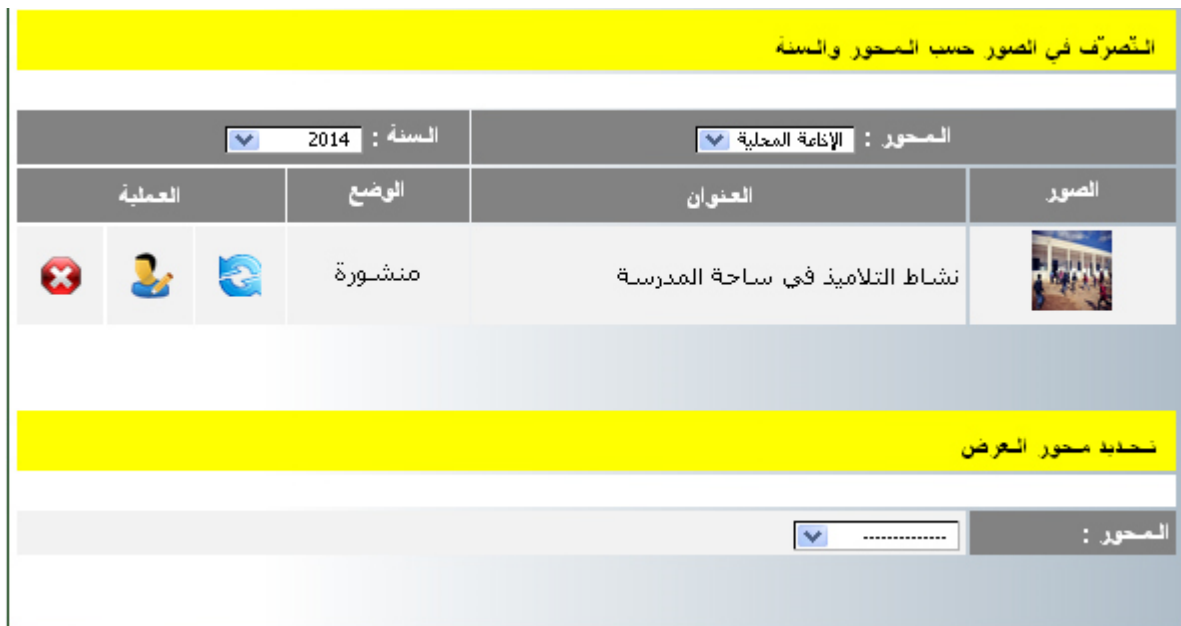 التّصرّف في الصور حسب المحور والسنة
المحور : الإذاعة المحلية السنة : 2014
الصور العنوان الوضع العملية
نشاط التلاميذ في ساحة المدرسة منشورة
تحديد محور العرض
المحور : --------------